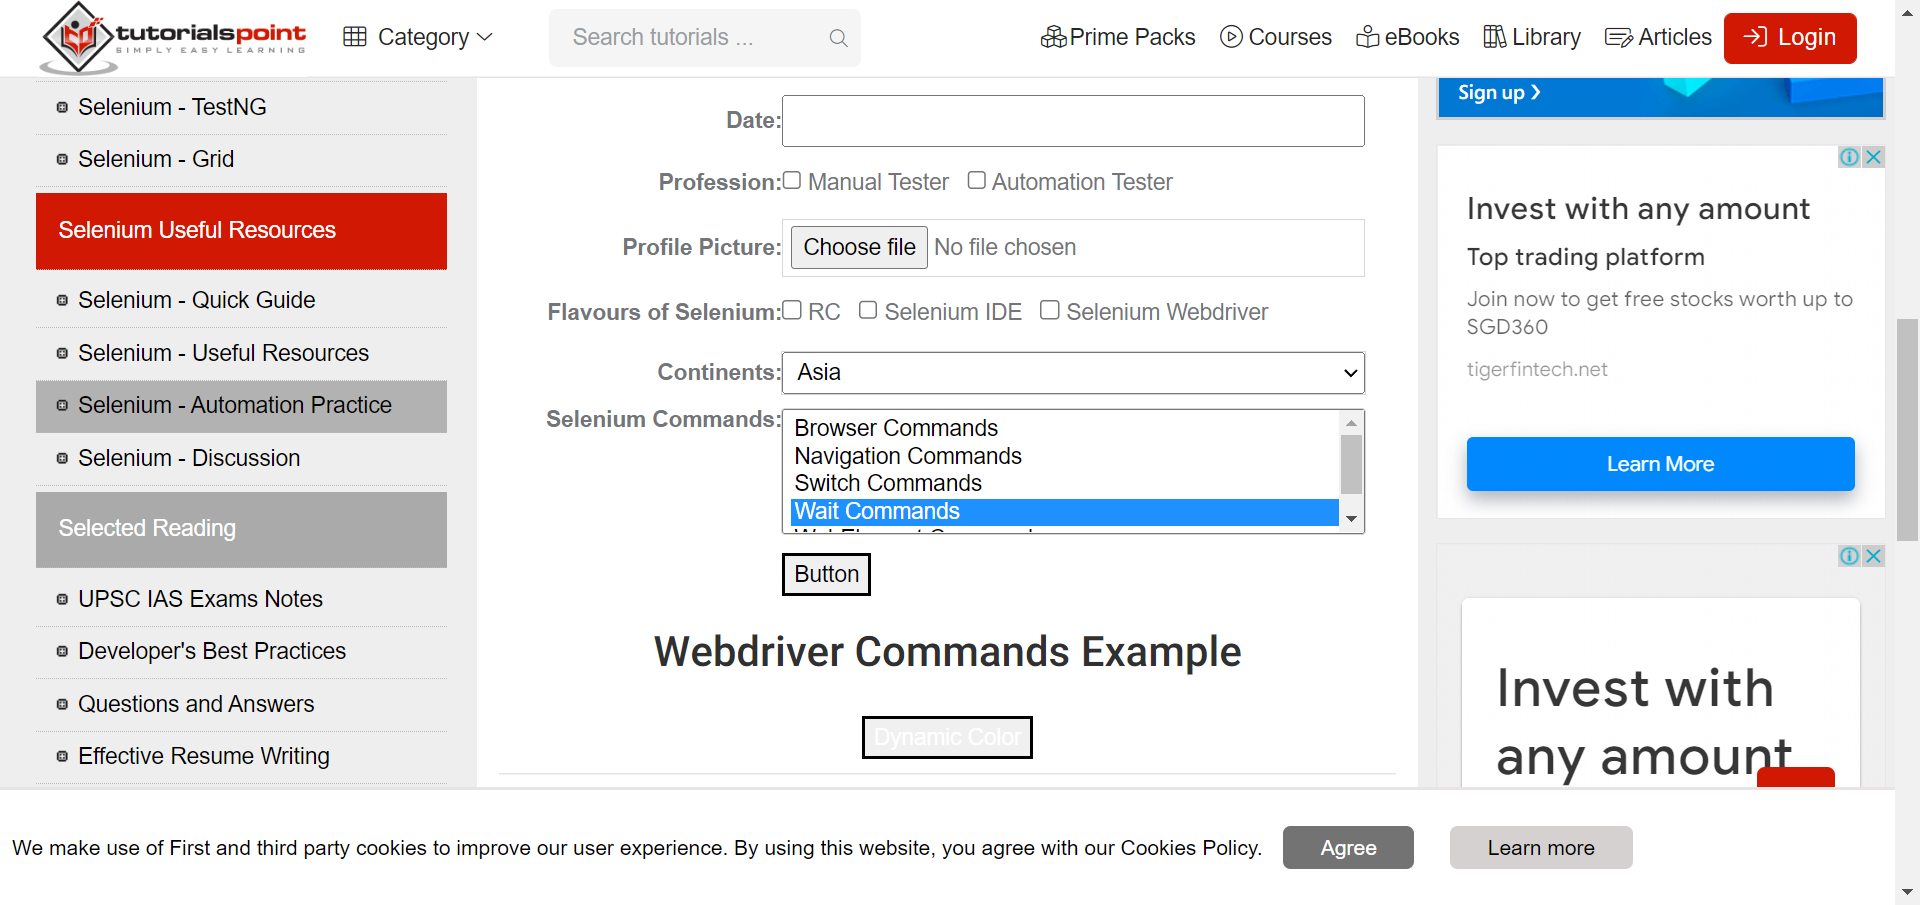 tutorialspoint
SIMPLY EASY LEARNING
Category
Search tutorials ...
Prime Packs
Courses
eBooks
Library
Articles
Login
Selenium - TestNG
Selenium - Grid
Selenium Useful Resources
Selenium - Quick Guide
Selenium - Useful Resources
Selenium - Automation Practice
Selenium - Discussion
Selected Reading
UPSC IAS Exams Notes
Developer's Best Practices
Questions and Answers
Effective Resume Writing
Date:
Profession: Manual Tester Automation Tester
Profile Picture: Choose file No file chosen
Flavours of Selenium: RC Selenium IDE Selenium Webdriver
Continents: Asia
Selenium Commands:
Browser Commands
Navigation Commands
Switch Commands
Wait Commands
Button
Webdriver Commands Example
Dynamic Color
Sign up ❯
Invest with any amount
Top trading platform
Join now to get free stocks worth up to
SGD360
tigerfintech.net
Learn More
Invest with
any amount
We make use of First and third party cookies to improve our user experience. By using this website, you agree with our Cookies Policy.
Agree
Learn more